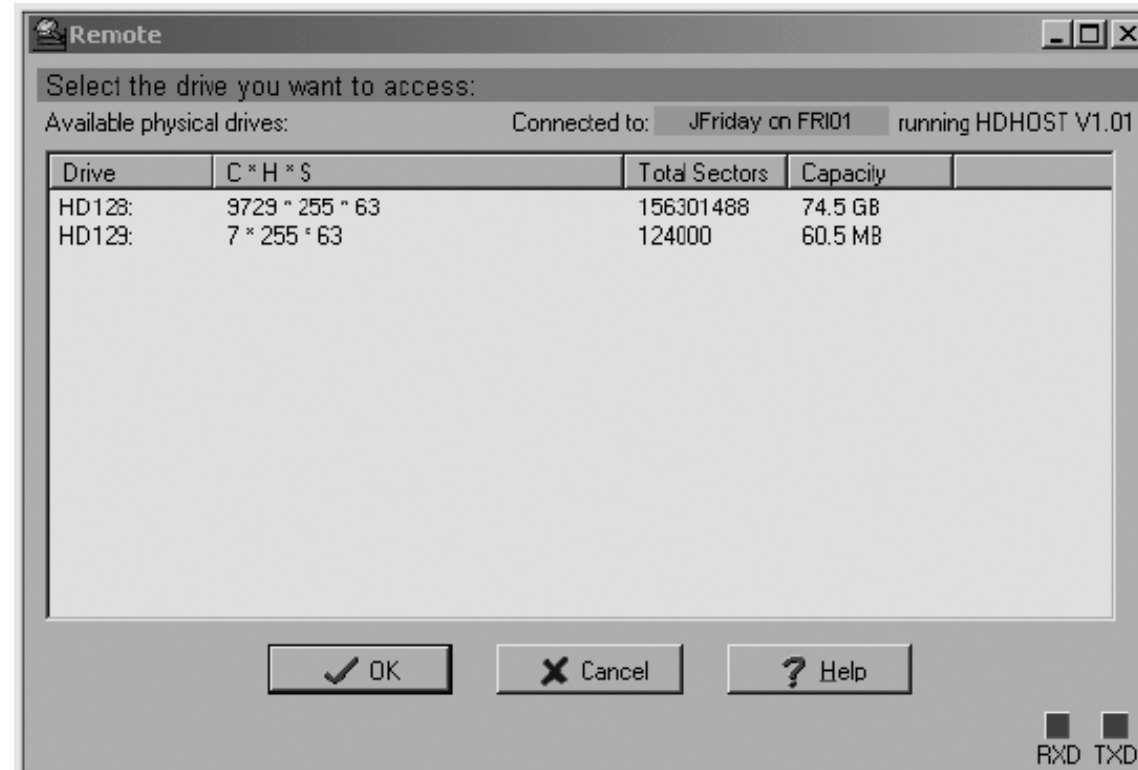 Remote
Select the drive you want to access:
Available physical drives: Connected to: JFriday on FRI01 running HDHOST V1.01
Drive C * H * S Total Sectors Capacity
HD128: 9729 * 255 * 63 156301488 74.5 GB
HD129: 7 * 255 * 63 124000 60.5 MB
OK Cancel ? Help
RXD TXD